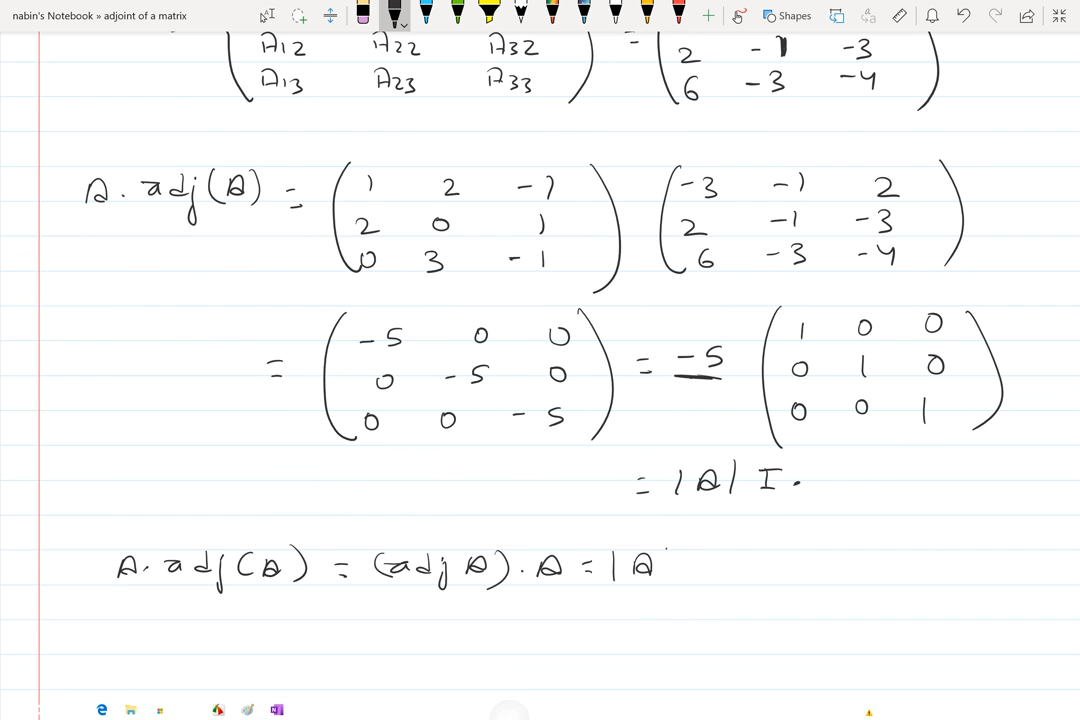 nabin's Notebook » adjoint of a matrix
Shapes
A12 A22 A32 = 2 -1 -3
A13 A23 A33 6 -3 -4
A. adj(A) = ( 1 2 -1 ) ( -3 -1 2 )
2 0 1 2 -1 -3
0 3 -1 6 -3 -4
= ( -5 0 0 ) = -5 ( 1 0 0 )
0 -5 0 0 1 0
0 0 -5 0 0 1
= |A| I.
A. adj(A) = (adj A). A = |A